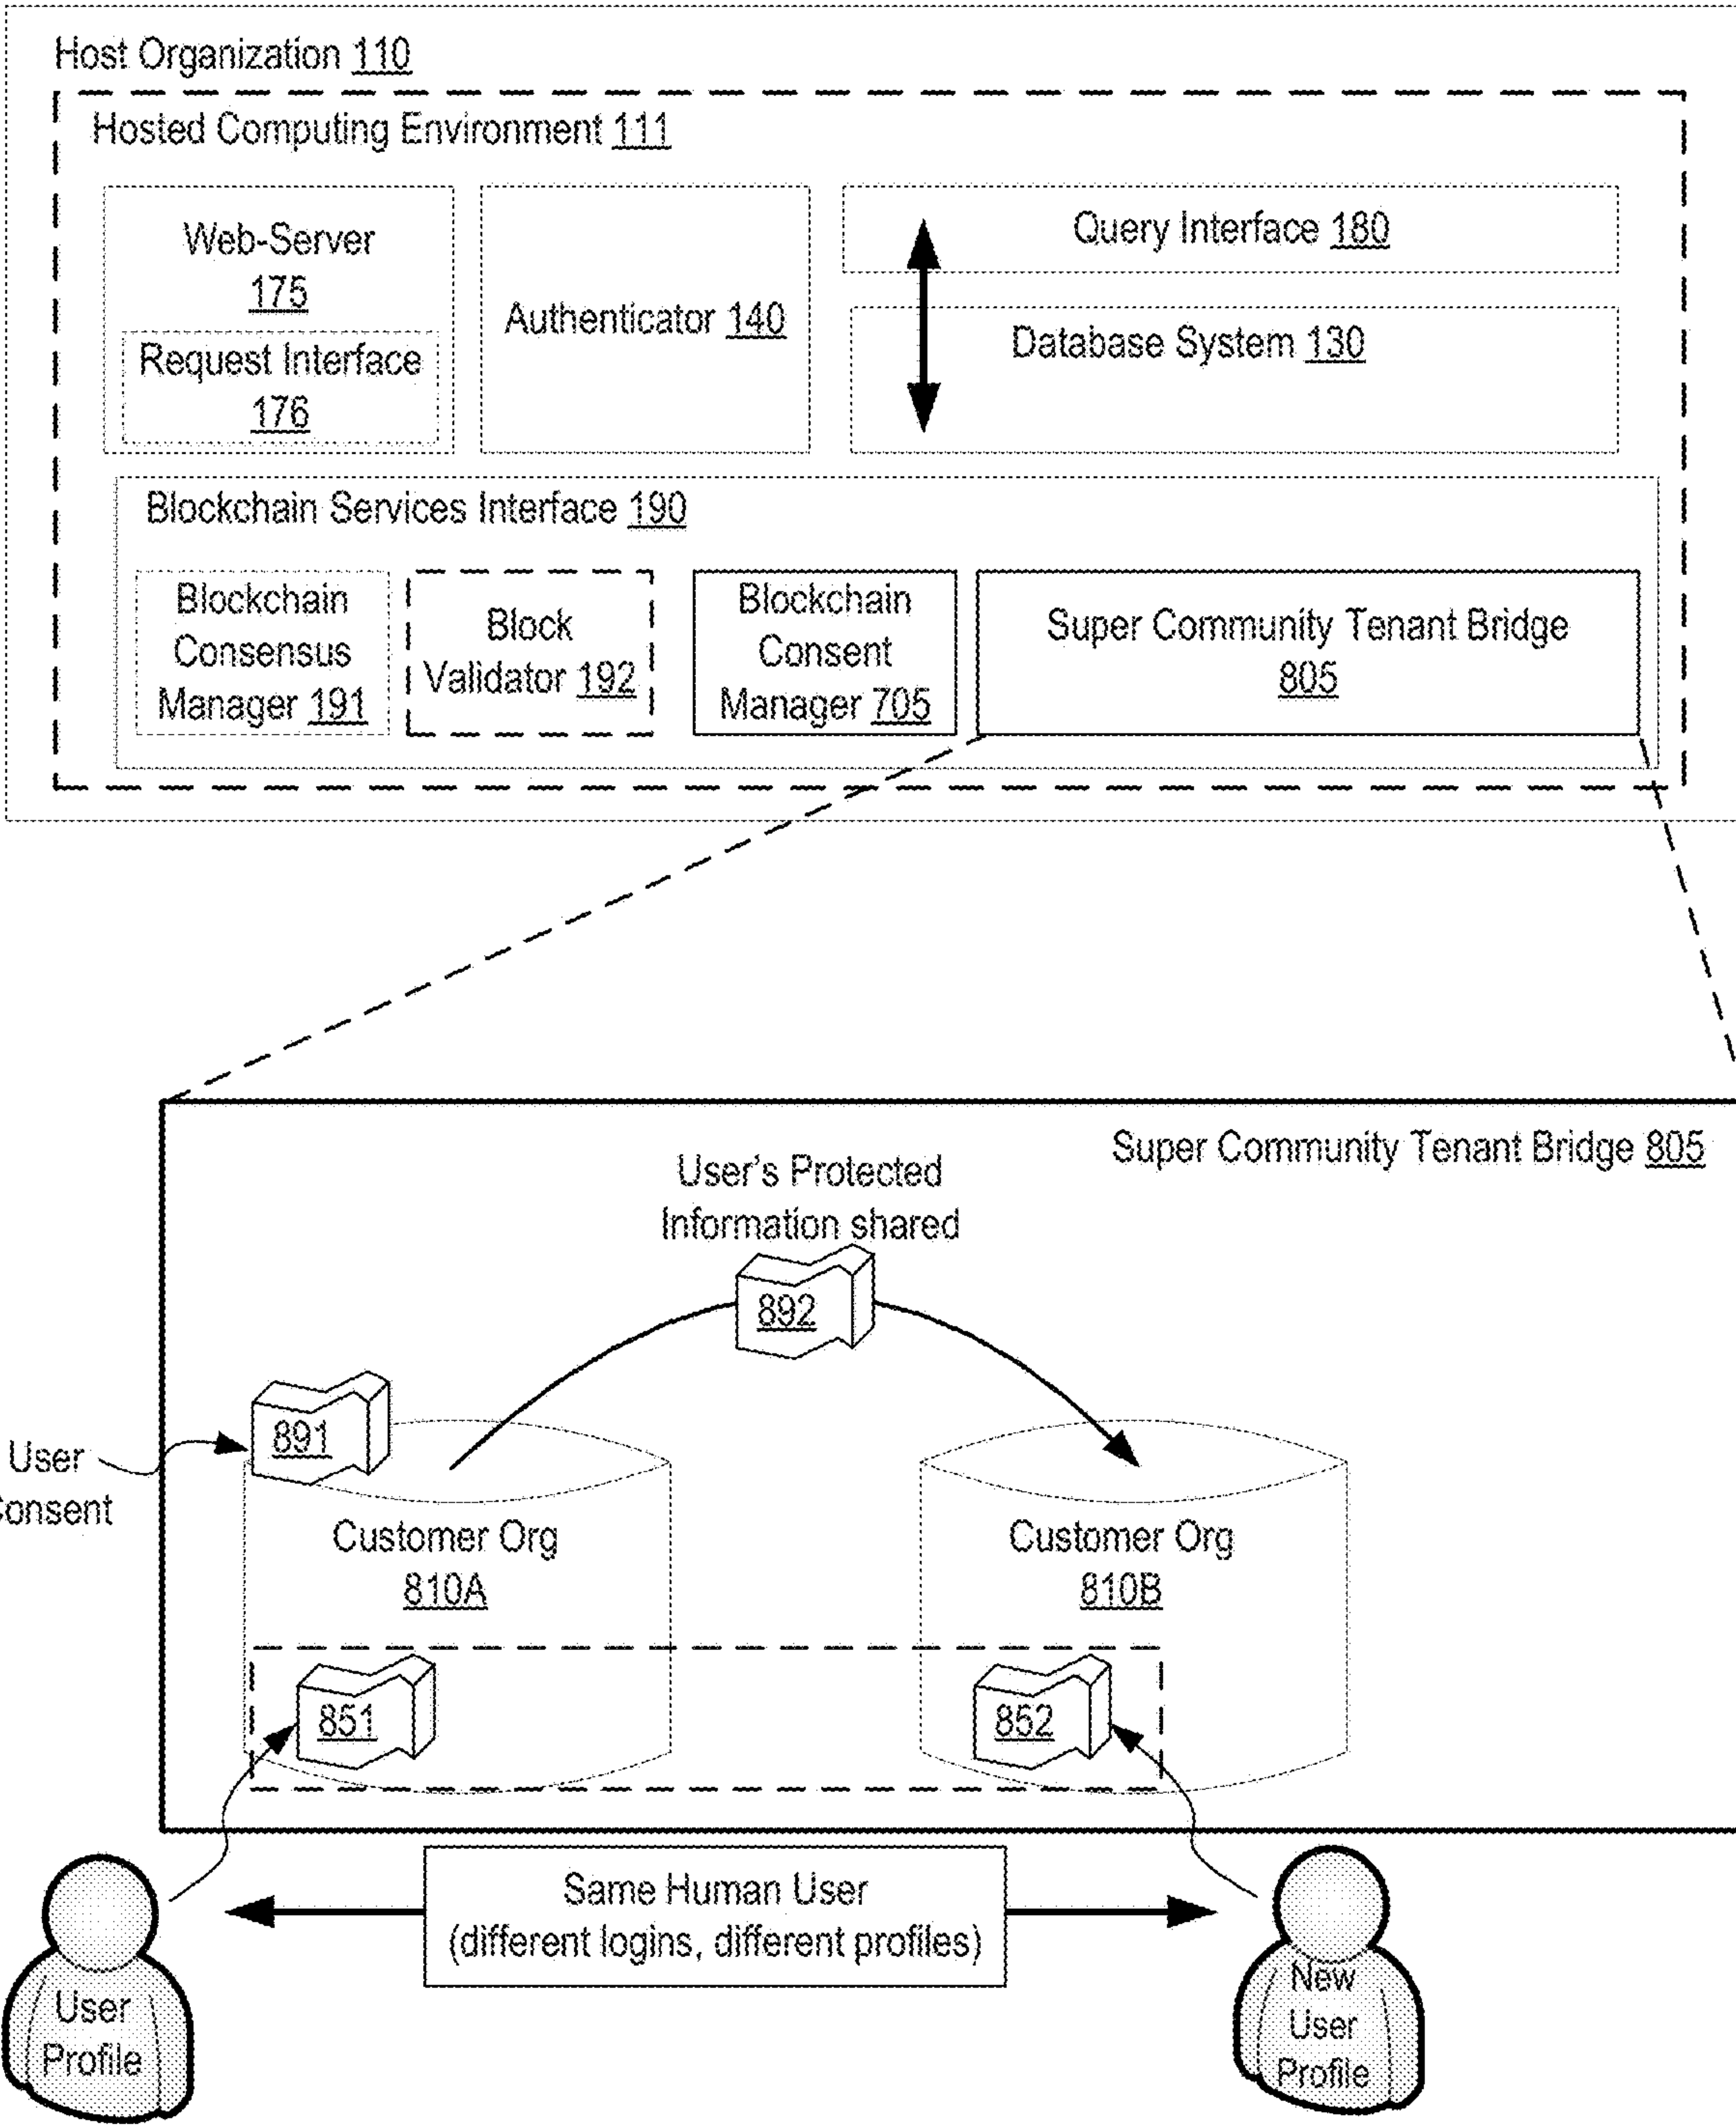 Host Organization 110
Hosted Computing Environment 111
Web-Server
175
Request Interface
176
Authenticator 140
Query Interface 180
Database System 130
Blockchain Services Interface 190
Blockchain
Consensus
Manager 191
Block
Validator 192
Blockchain
Consent
Manager 705
Super Community Tenant Bridge
805
Super Community Tenant Bridge 805
User's Protected
Information shared
892
891
User
Consent
Customer Org
810A
Customer Org
810B
851
852
Same Human User
(different logins, different profiles)
User
Profile
New
User
Profile